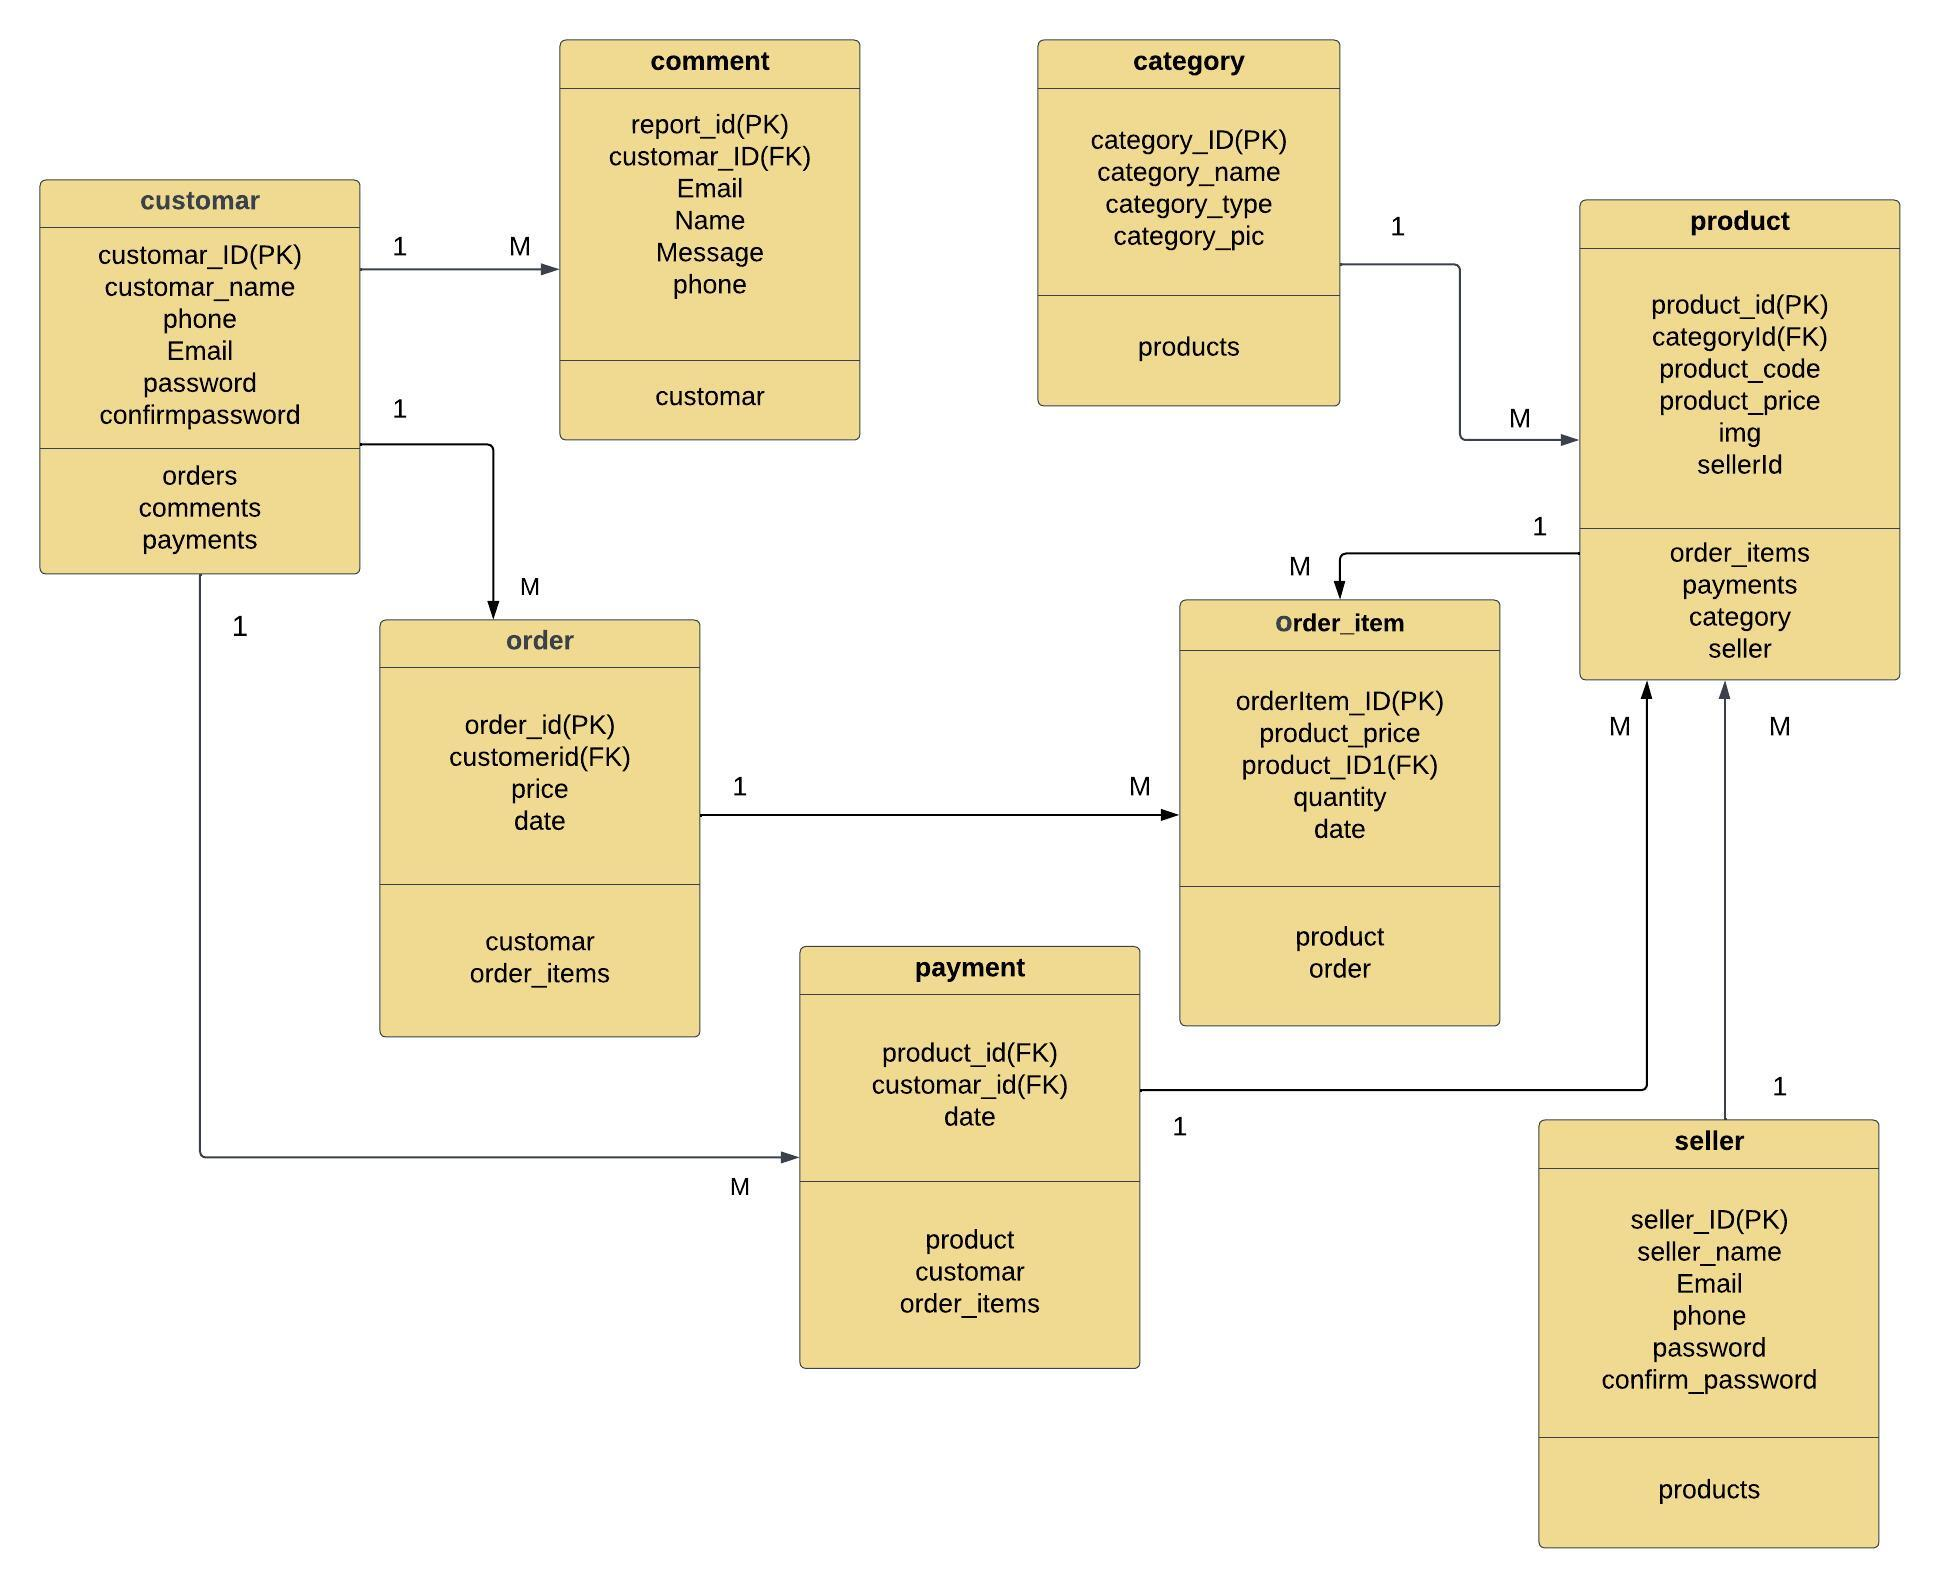 comment
report_id(PK)
customar_ID(FK)
Email
Name
Message
phone
customar
category
category_ID(PK)
category_name
category_type
category_pic
products
customar
customar_ID(PK)
customar_name
phone
Email
password
confirmpassword
orders
comments
payments
1
M
1
M
1
M
1
M
product
product_id(PK)
categoryId(FK)
product_code
product_price
img
sellerId
order_items
payments
category
seller
1
M
order
order_id(PK)
customerid(FK)
price
date
customar
order_items
1
M
order_item
orderItem_ID(PK)
product_price
product_ID1(FK)
quantity
date
product
order
M
M
payment
product_id(FK)
customar_id(FK)
date
product
customar
order_items
1
1
seller
seller_ID(PK)
seller_name
Email
phone
password
confirm_password
products